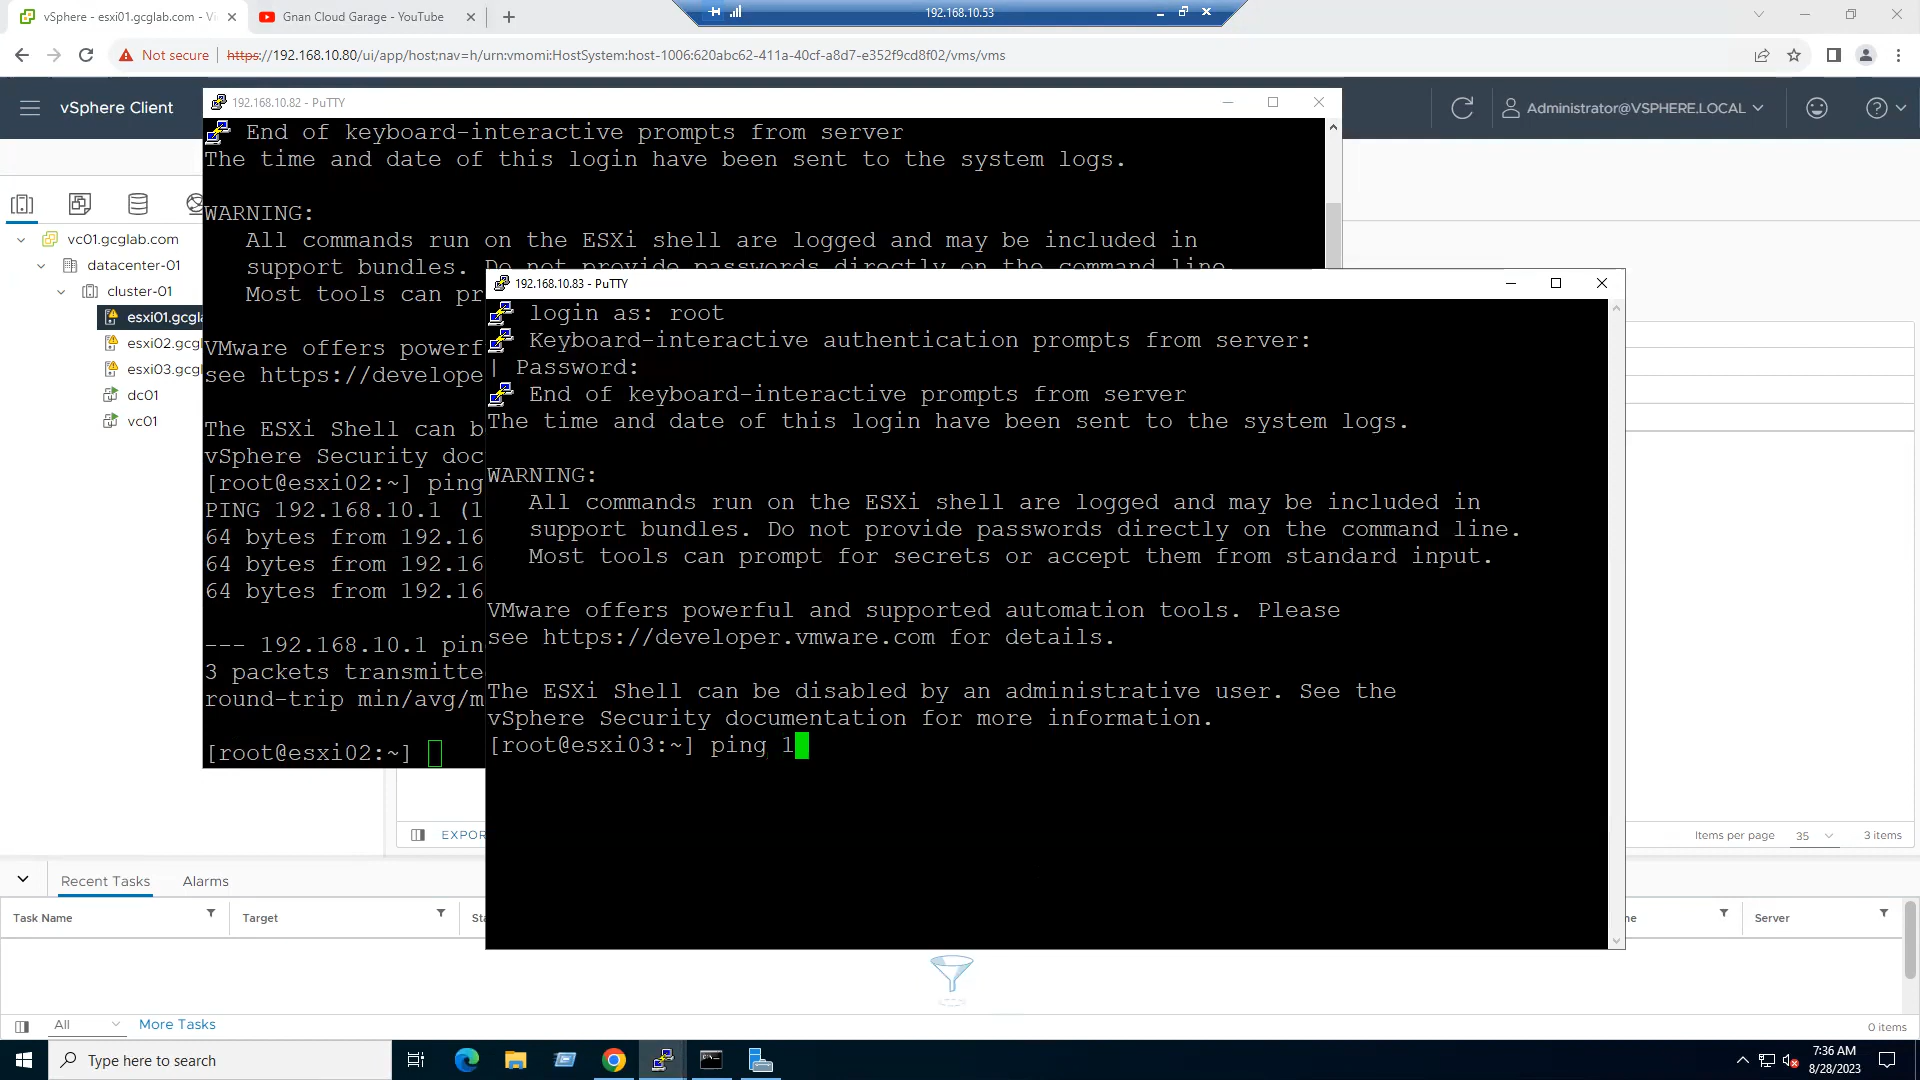 vSphere - esxi01.gcglab.com - V
Gnan Cloud Garage - YouTube
192.168.10.53
Not secure
https://192.168.10.80/ui/app/host;nav=h/urn:vmomi:HostSystem:host-1006:620abc62-411a-40cf-a8d7-e352f9cd8f02/vms/vms
vSphere Client
Administrator@VSPHERE.LOCAL
vc01.gcglab.com
datacenter-01
cluster-01
esxi01.gcgla
esxi02.gcg
esxi03.gcg
dc01
vc01
192.168.10.82 - PuTTY
End of keyboard-interactive prompts from server
The time and date of this login have been sent to the system logs.
WARNING:
All commands run on the ESXi shell are logged and may be included in
support bundles. Do not provide passwords directly on the command line.
Most tools can pr
VMware offers powerf
see https://develope
The ESXi Shell can b
vSphere Security doc
[root@esxi02:~] ping
PING 192.168.10.1 (1
64 bytes from 192.16
64 bytes from 192.16
64 bytes from 192.16
--- 192.168.10.1 pin
3 packets transmitte
round-trip min/avg/m
[root@esxi02:~]
192.168.10.83 - PuTTY
login as: root
Keyboard-interactive authentication prompts from server:
| Password:
End of keyboard-interactive prompts from server
The time and date of this login have been sent to the system logs.
WARNING:
All commands run on the ESXi shell are logged and may be included in
support bundles. Do not provide passwords directly on the command line.
Most tools can prompt for secrets or accept them from standard input.
VMware offers powerful and supported automation tools. Please
see https://developer.vmware.com for details.
The ESXi Shell can be disabled by an administrative user. See the
vSphere Security documentation for more information.
[root@esxi03:~] ping 1
EXPOR
Items per page 35 3 items
Recent Tasks Alarms
Task Name Target Sta me Server
All More Tasks 0 items
Type here to search
7:36 AM
8/28/2023